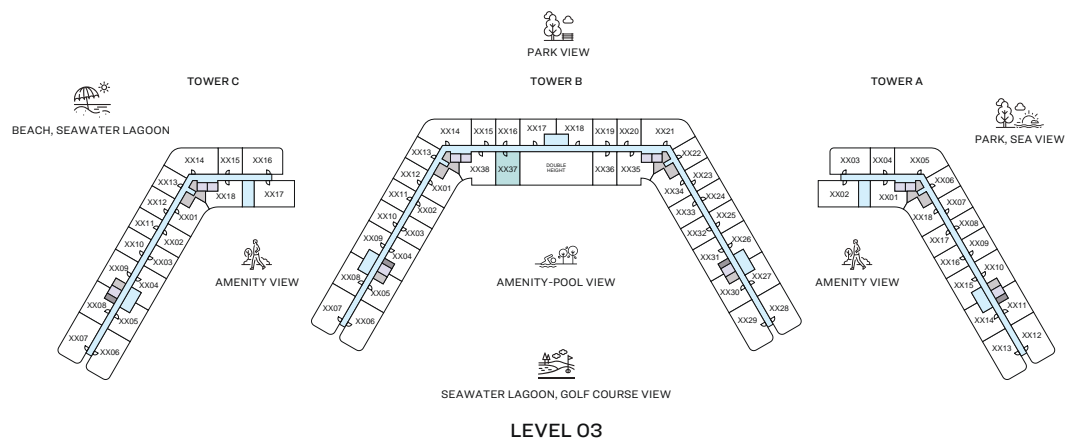 PARK VIEW
TOWER C
TOWER B
TOWER A
BEACH, SEAWATER LAGOON
PARK, SEA VIEW
XX14
XX15
XX16
XX13
XX12
XX11
XX10
XX09
XX08
XX07
XX17
XX18
XX01
XX02
XX03
XX04
XX05
XX06
XX14
XX15
XX16
XX17
XX18
XX19
XX20
XX21
XX13
XX12
XX11
XX10
XX09
XX08
XX07
XX38
XX37
DOUBLE
HEIGHT
XX36
XX35
XX01
XX02
XX03
XX04
XX05
XX06
XX22
XX23
XX24
XX25
XX26
XX27
XX28
XX34
XX33
XX32
XX31
XX30
XX29
XX03
XX04
XX05
XX02
XX01
XX06
XX07
XX08
XX09
XX10
XX11
XX12
XX18
XX17
XX16
XX15
XX14
XX13
AMENITY VIEW
AMENITY-POOL VIEW
AMENITY VIEW
SEAWATER LAGOON, GOLF COURSE VIEW
LEVEL 03